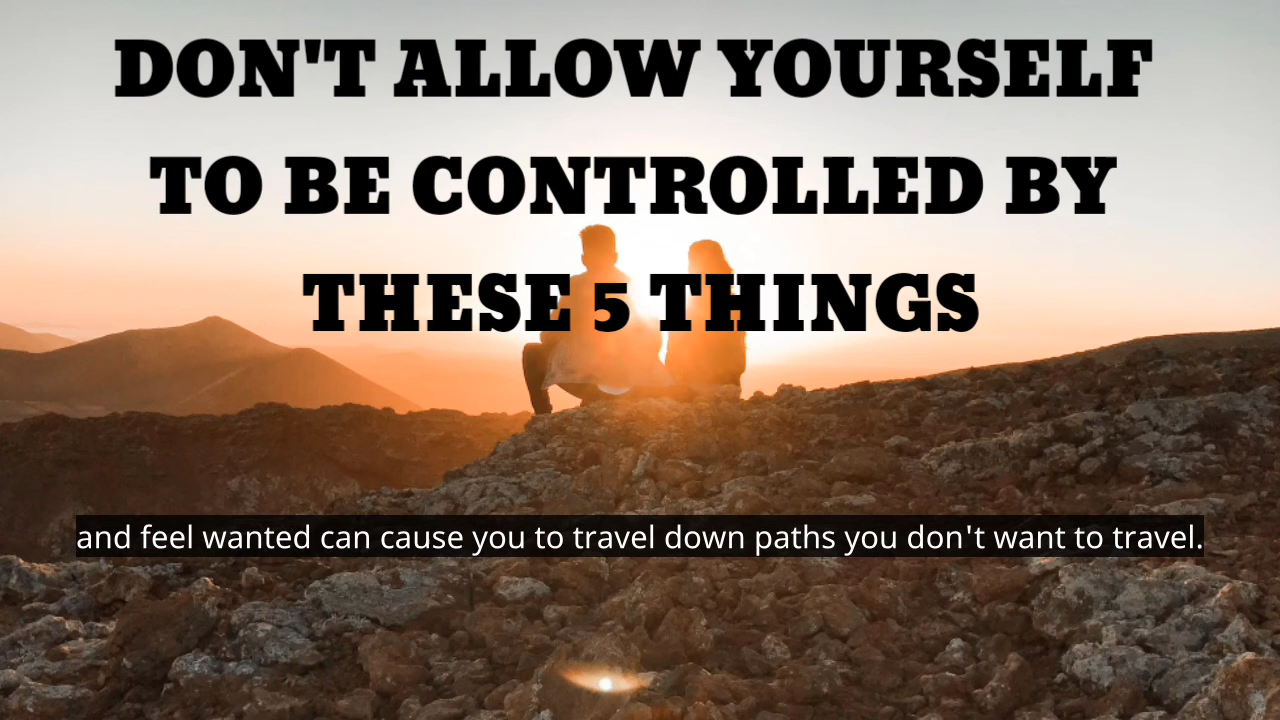 DON'T ALLOW YOURSELF
TO BE CONTROLLED BY
THESE 5 THINGS
and feel wanted can cause you to travel down paths you don't want to travel.